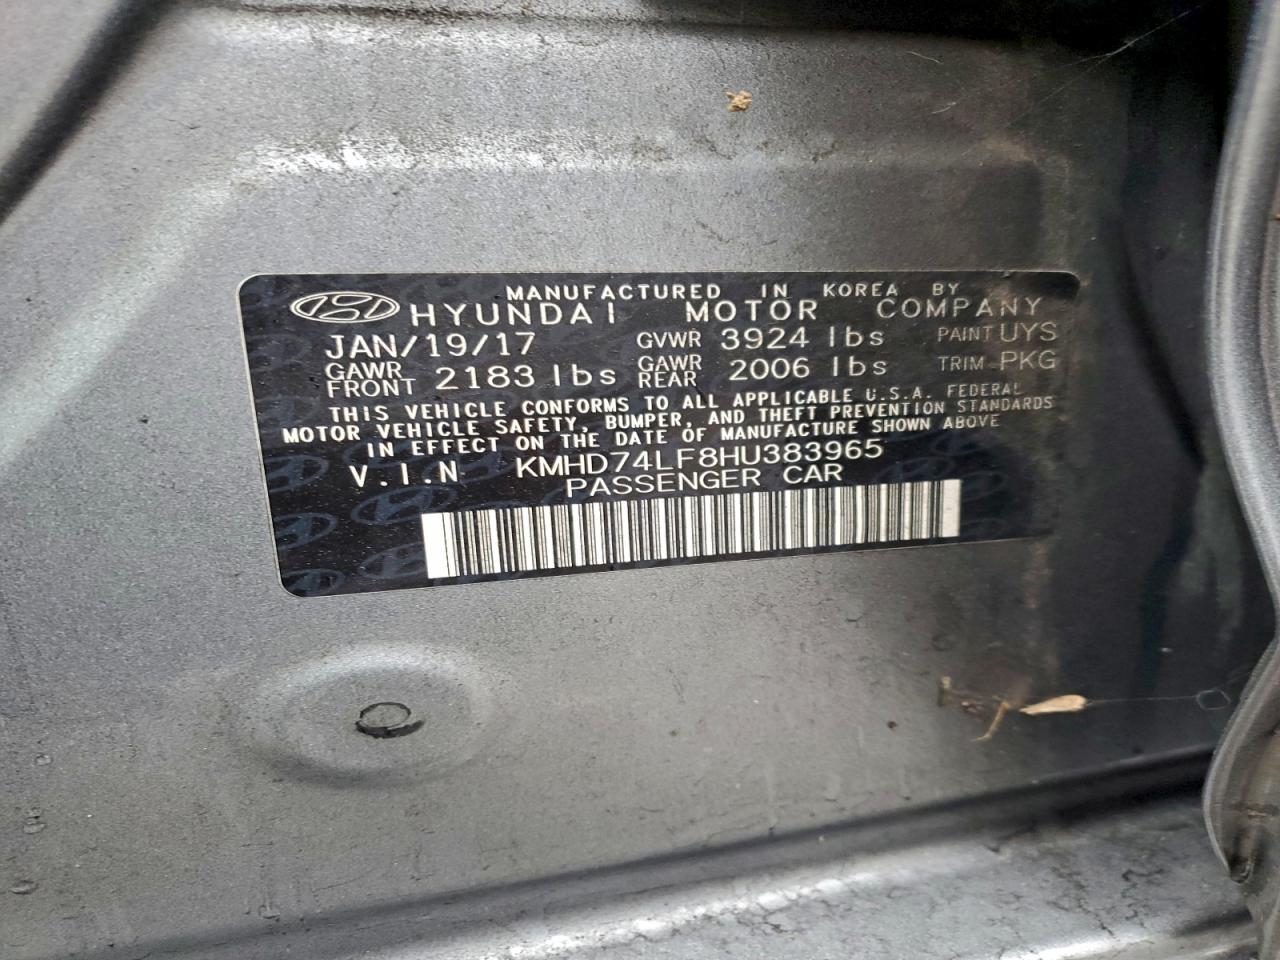 MANUFACTURED IN KOREA BY
HYUNDAI MOTOR COMPANY
JAN/19/17 GVWR 3924 lbs PAINT UYS
GAWR FRONT 2183 lbs GAWR REAR 2006 lbs TRIM PKG
THIS VEHICLE CONFORMS TO ALL APPLICABLE U.S.A. FEDERAL
MOTOR VEHICLE SAFETY, BUMPER, AND THEFT PREVENTION STANDARDS
IN EFFECT ON THE DATE OF MANUFACTURE SHOWN ABOVE
V.I.N KMHD74LF8HU383965
PASSENGER CAR